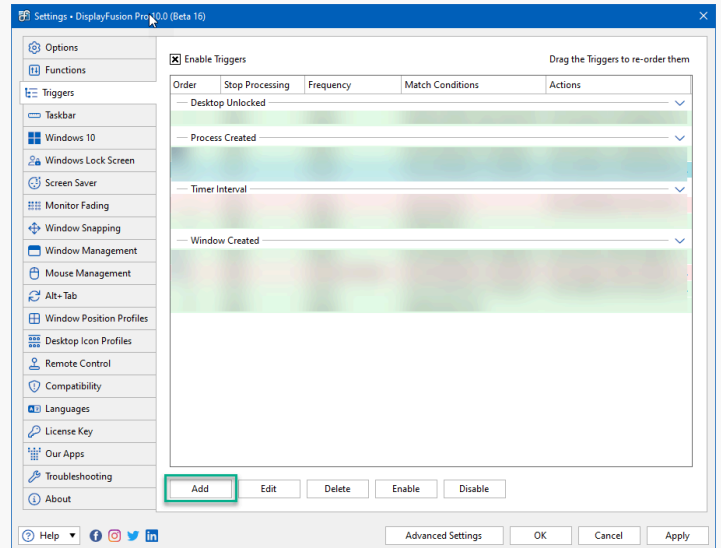 Settings • DisplayFusion Pro 10.0 (Beta 16)
Options
Functions
Triggers
Taskbar
Windows 10
Windows Lock Screen
Screen Saver
Monitor Fading
Window Snapping
Window Management
Mouse Management
Alt+Tab
Window Position Profiles
Desktop Icon Profiles
Remote Control
Compatibility
Languages
License Key
Our Apps
Troubleshooting
About
Enable Triggers
Drag the Triggers to re-order them
Order Stop Processing Frequency Match Conditions Actions
Desktop Unlocked
Process Created
Timer Interval
Window Created
Add Edit Delete Enable Disable
Help
Advanced Settings OK Cancel Apply